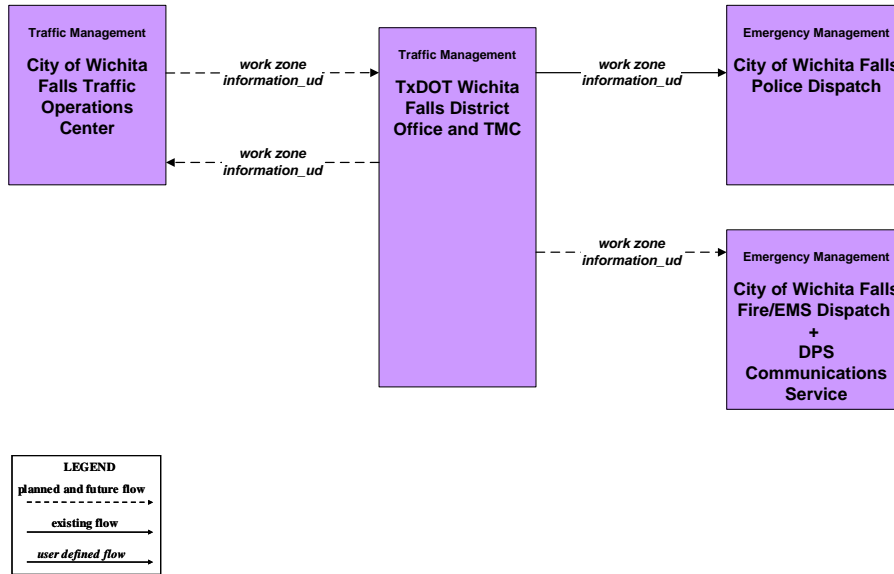 Traffic Management
City of Wichita
Falls Traffic
Operations
Center
work zone
information_ud
work zone
information_ud
Traffic Management
TxDOT Wichita
Falls District
Office and TMC
work zone
information_ud
work zone
information_ud
Emergency Management
City of Wichita Falls
Police Dispatch
Emergency Management
City of Wichita Falls
Fire/EMS Dispatch
+
DPS
Communications
Service
LEGEND
planned and future flow
existing flow
user defined flow